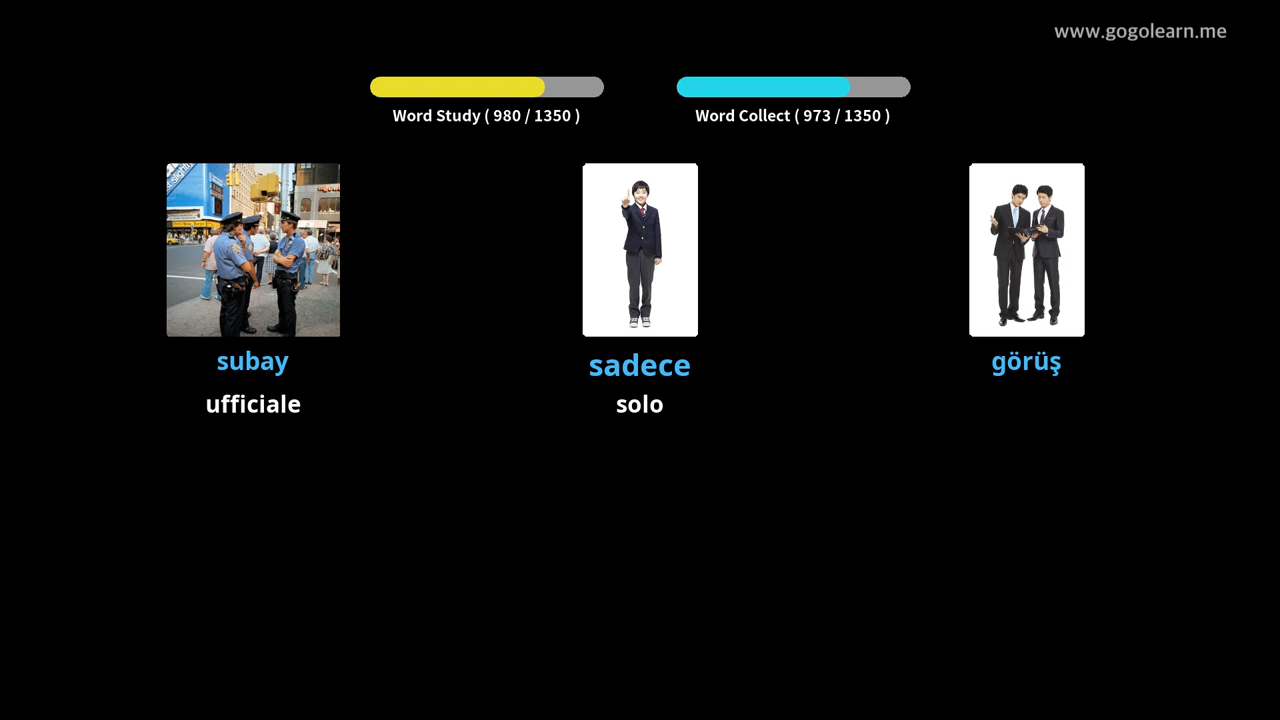 www.gogolearn.me
Word Study ( 980 / 1350 )
Word Collect ( 973 / 1350 )
subay
sadece
görüş
ufficiale
solo